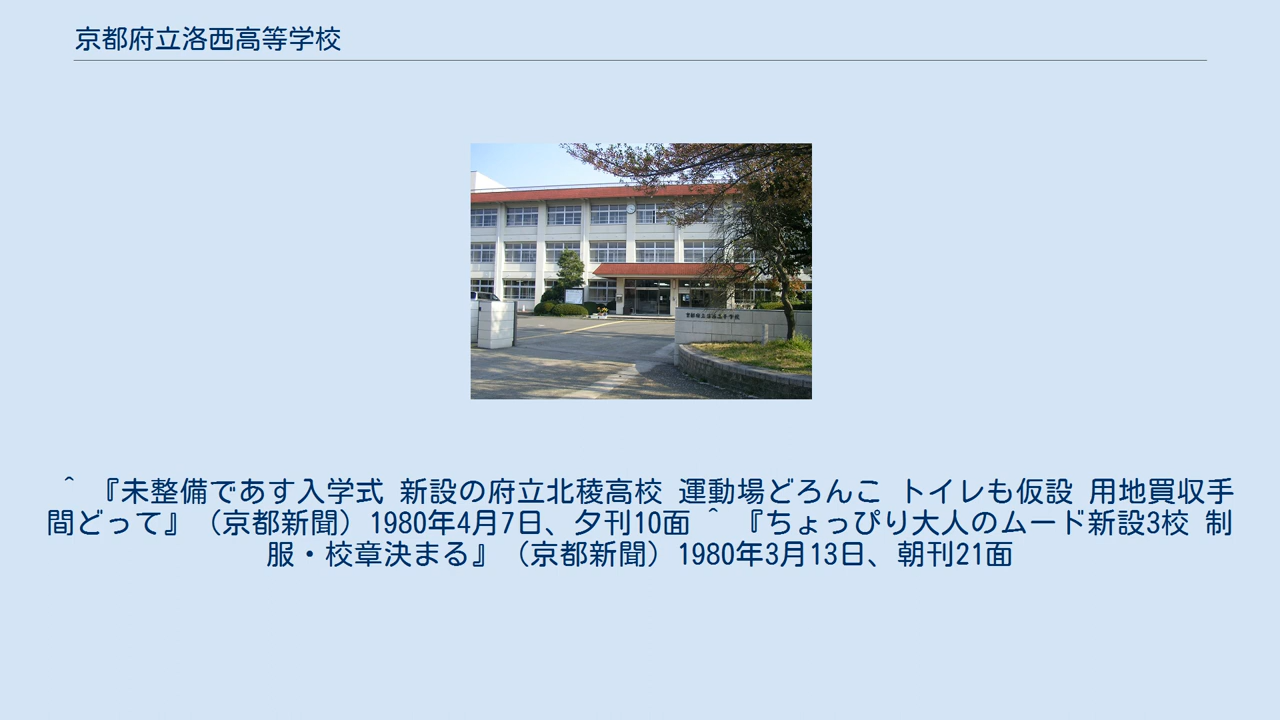 京都府立洛西高等学校
^ 『未整備であす入学式 新設の府立北稜高校 運動場どろんこ トイレも仮設 用地買収手
間どって』（京都新聞）1980年4月7日、夕刊10面 ^ 『ちょっぴり大人のムード新設3校 制
服・校章決まる』（京都新聞）1980年3月13日、朝刊21面